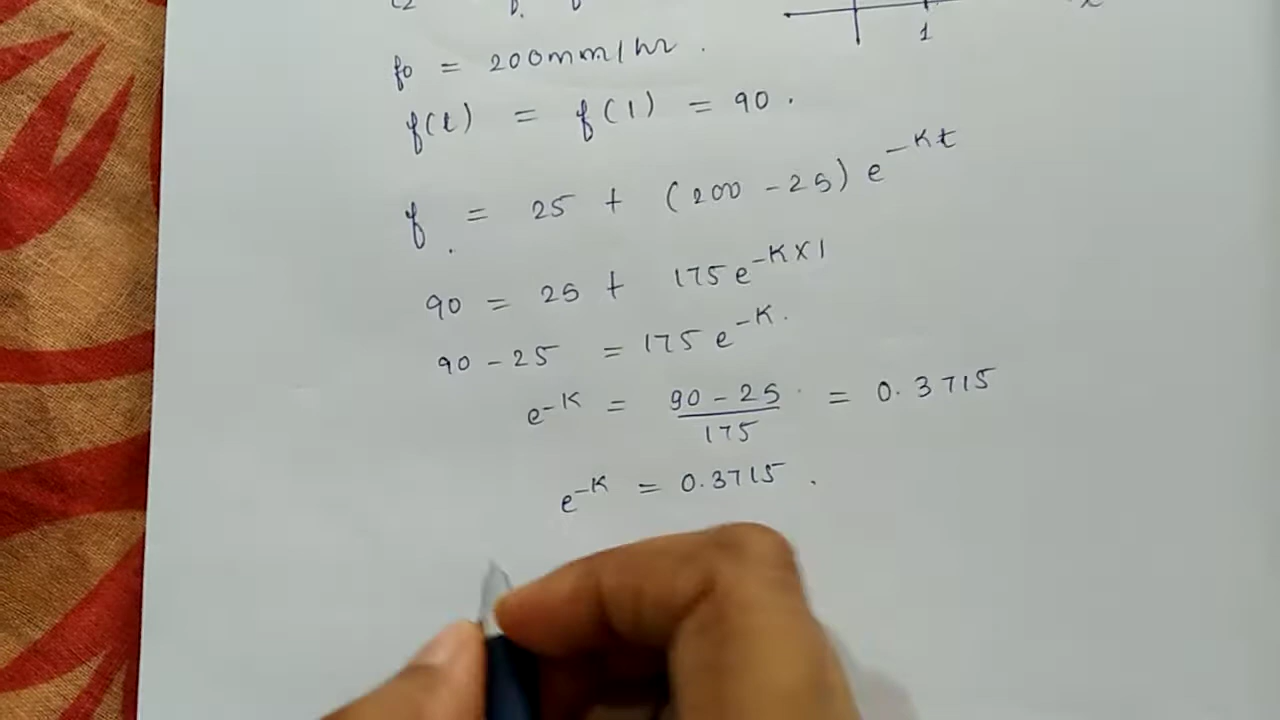 1
f0 = 200mm/hr .
f(t) = f(1) = 90 .
f = 25 + (200 - 25) e^-Kt
90 = 25 + 175 e^-K×1
90 - 25 = 175 e^-K .
e^-K = 90 - 25 / 175 = 0.3715
e^-K = 0.3715 .